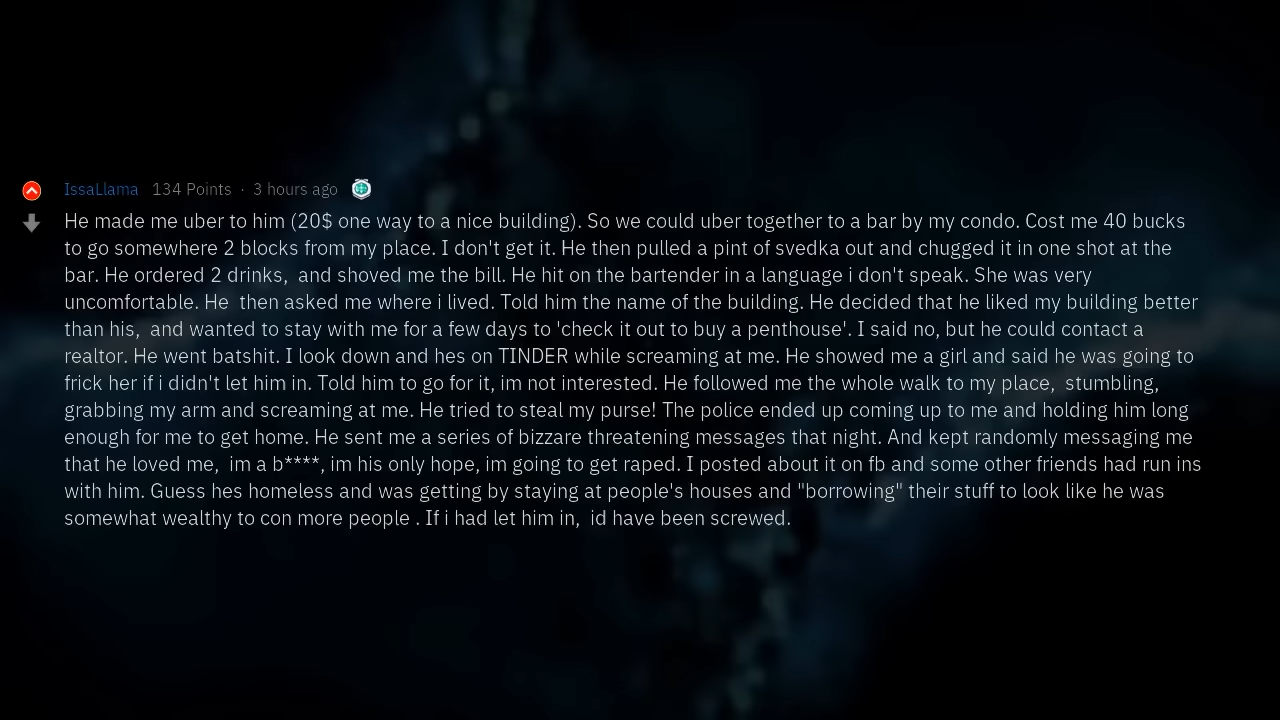 IssaLlama 134 Points · 3 hours ago
He made me uber to him (20$ one way to a nice building). So we could uber together to a bar by my condo. Cost me 40 bucks
to go somewhere 2 blocks from my place. I don't get it. He then pulled a pint of svedka out and chugged it in one shot at the
bar. He ordered 2 drinks,  and shoved me the bill. He hit on the bartender in a language i don't speak. She was very
uncomfortable. He  then asked me where i lived. Told him the name of the building. He decided that he liked my building better
than his,  and wanted to stay with me for a few days to 'check it out to buy a penthouse'. I said no, but he could contact a
realtor. He went batshit. I look down and hes on TINDER while screaming at me. He showed me a girl and said he was going to
frick her if i didn't let him in. Told him to go for it, im not interested. He followed me the whole walk to my place,  stumbling,
grabbing my arm and screaming at me. He tried to steal my purse! The police ended up coming up to me and holding him long
enough for me to get home. He sent me a series of bizzare threatening messages that night. And kept randomly messaging me
that he loved me,  im a b****, im his only hope, im going to get raped. I posted about it on fb and some other friends had run ins
with him. Guess hes homeless and was getting by staying at people's houses and "borrowing" their stuff to look like he was
somewhat wealthy to con more people . If i had let him in,  id have been screwed.